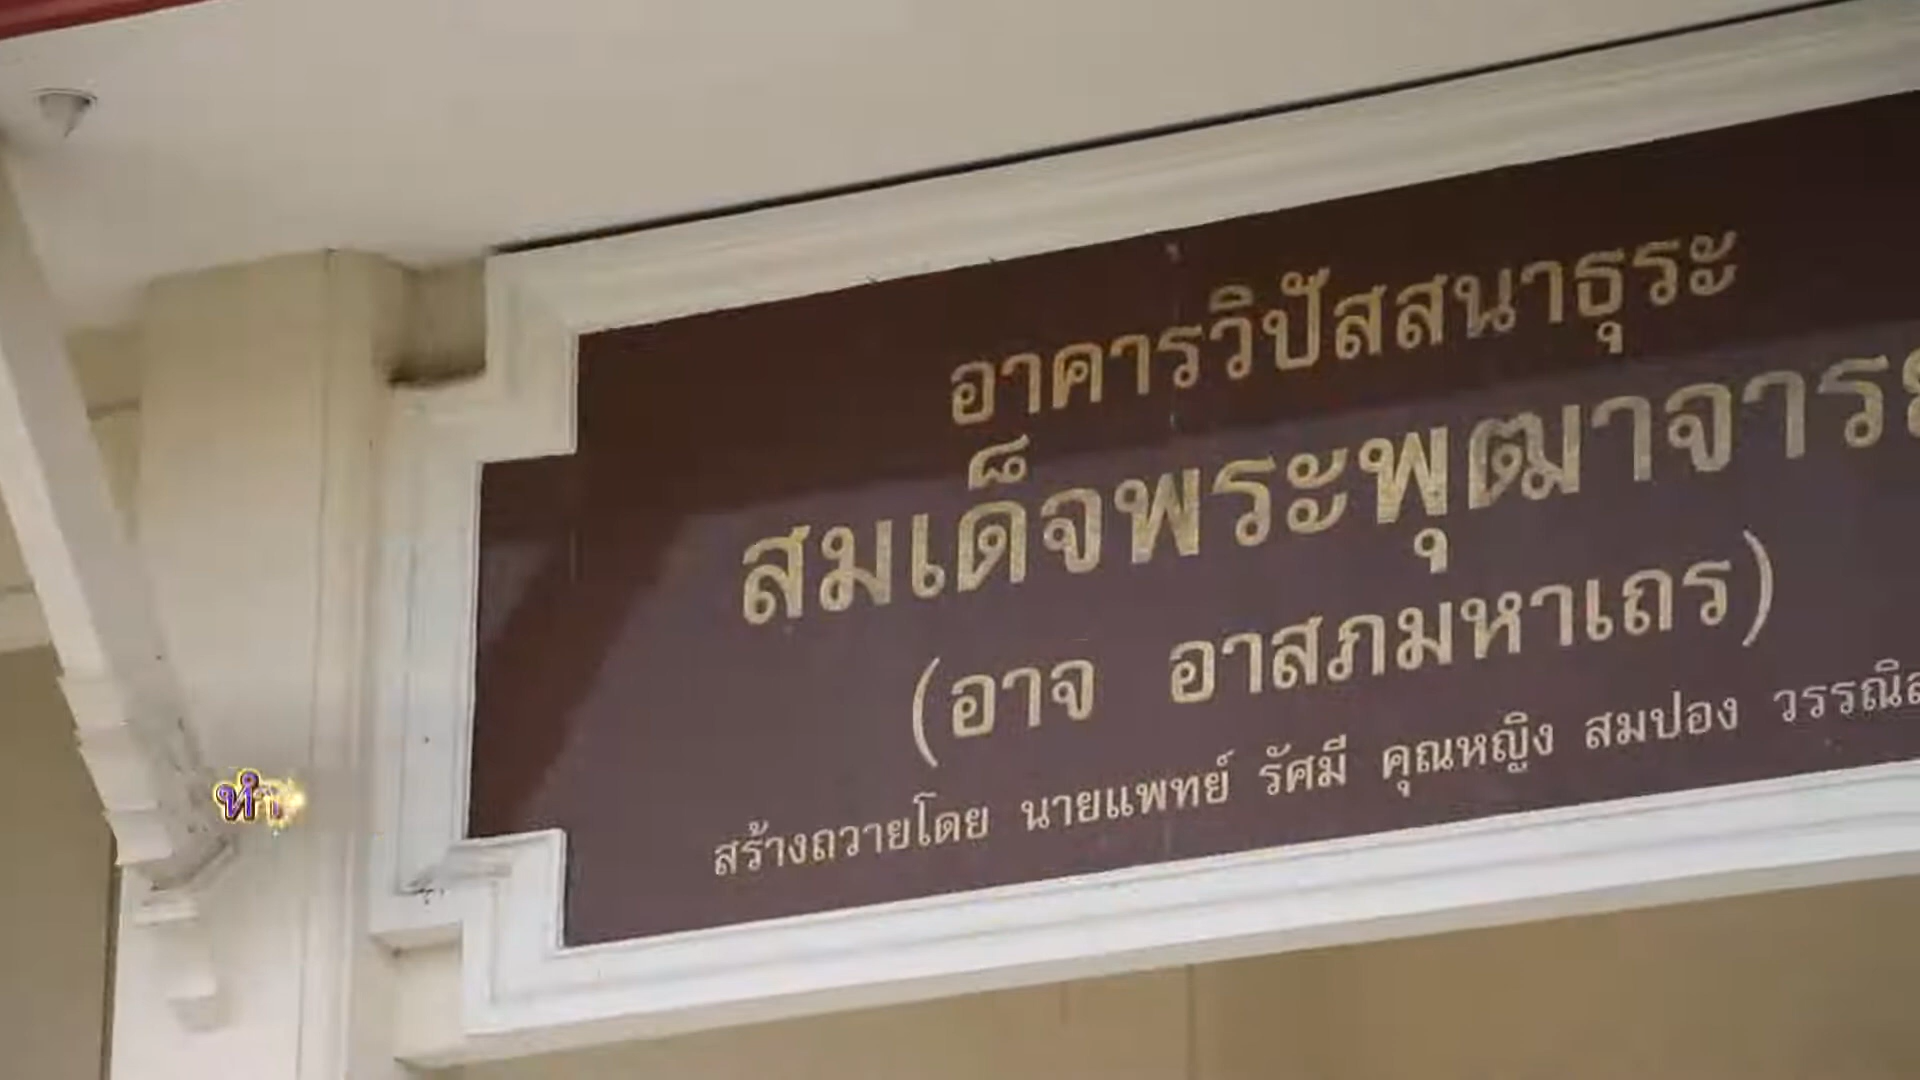 อาคารวิปัสสนาธุระ
สมเด็จพระพุฒาจารย
(อาจ อาสภมหาเถร)
สร้างถวายโดย นายแพทย์ รัศมี คุณหญิง สมปอง วรรณิส
ทำ